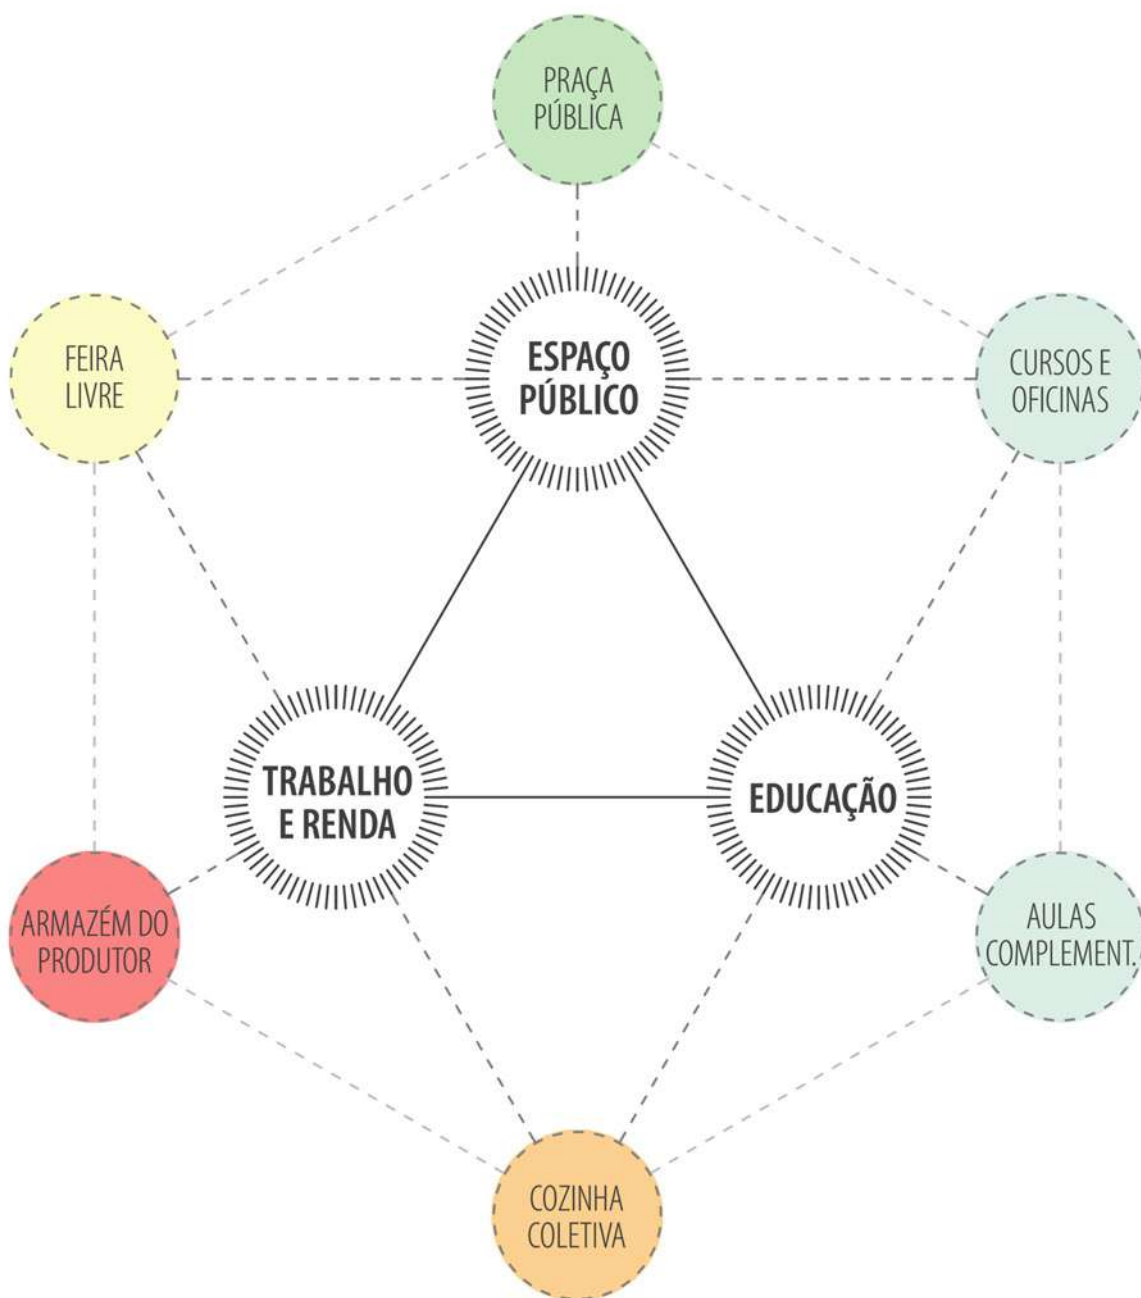 PRAÇA
PÚBLICA
FEIRA
LIVRE
ESPAÇO
PÚBLICO
CURSOS E
OFICINAS
TRABALHO
E RENDA
EDUCAÇÃO
ARMAZÉM DO
PRODUTOR
AULAS
COMPLEMENT.
COZINHA
COLETIVA